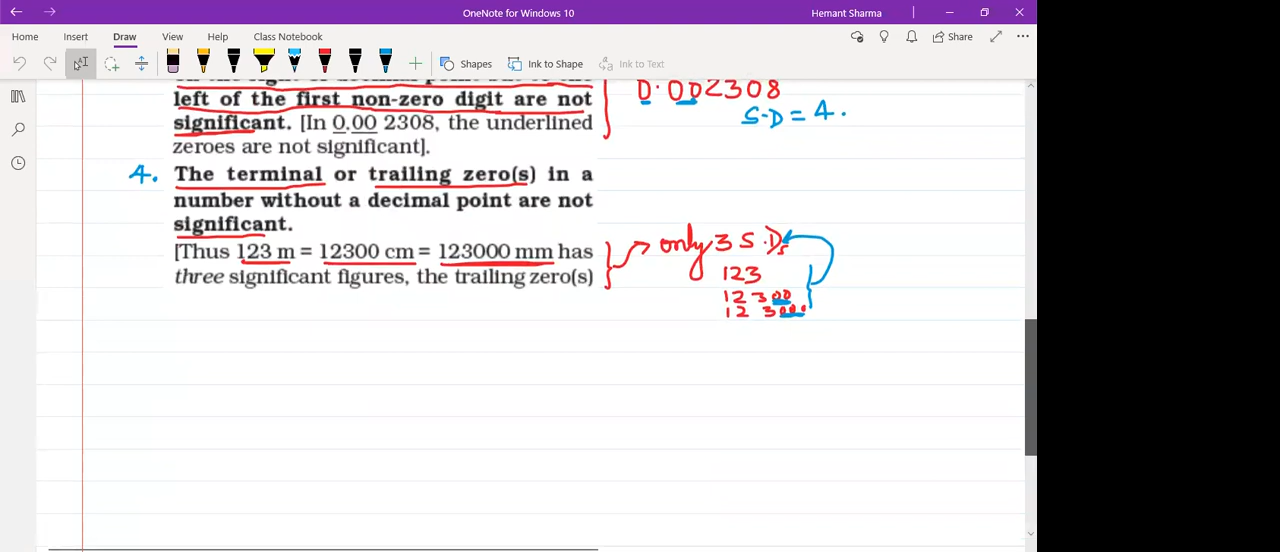 OneNote for Windows 10
Hemant Sharma
Home Insert Draw View Help Class Notebook
Share
Shapes Ink to Shape Ink to Text
left of the first non-zero digit are not
significant. [In 0.00 2308, the underlined
zeroes are not significant].
0.002308
S.D = 4.
4. The terminal or trailing zero(s) in a
number without a decimal point are not
significant.
[Thus 123 m = 12300 cm = 123000 mm has
three significant figures, the trailing zero(s)
only 3 S.Ds
123
12300
123000